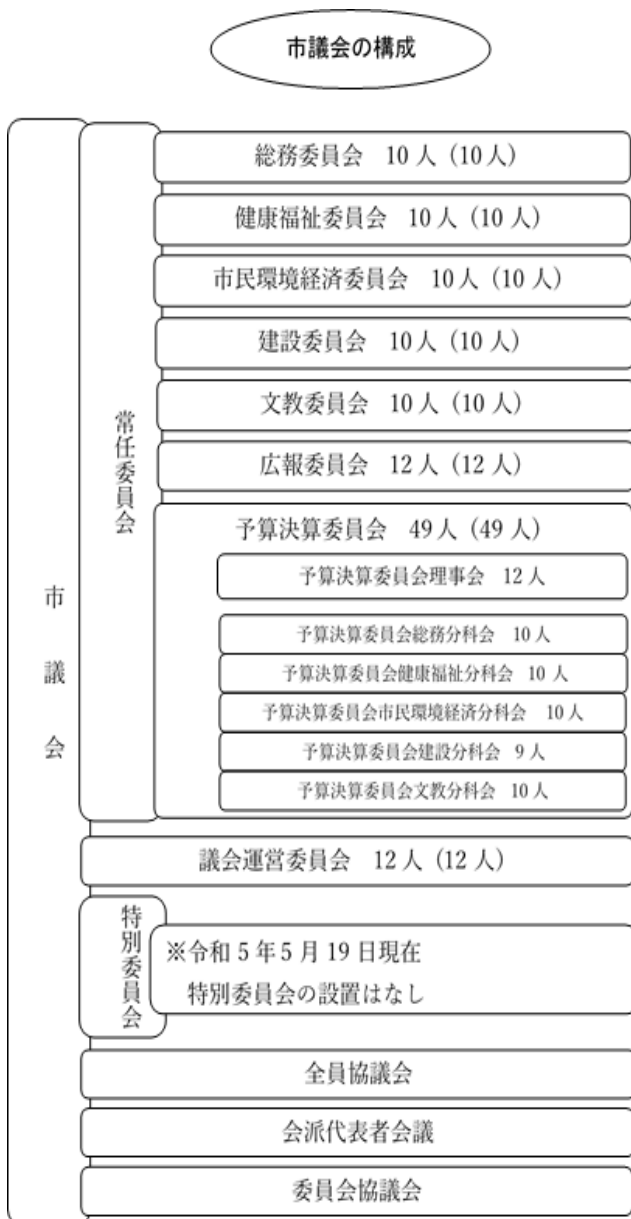 市議会の構成
市議会
常任委員会
総務委員会　10人（10人）
健康福祉委員会　10人（10人）
市民環境経済委員会　10人（10人）
建設委員会　10人（10人）
文教委員会　10人（10人）
広報委員会　12人（12人）
予算決算委員会　49人（49人）
予算決算委員会理事会　12人
予算決算委員会総務分科会　10人
予算決算委員会健康福祉分科会　10人
予算決算委員会市民環境経済分科会　10人
予算決算委員会建設分科会　9人
予算決算委員会文教分科会　10人
議会運営委員会　12人（12人）
特別委員会
※令和5年5月19日現在
特別委員会の設置はなし
全員協議会
会派代表者会議
委員会協議会